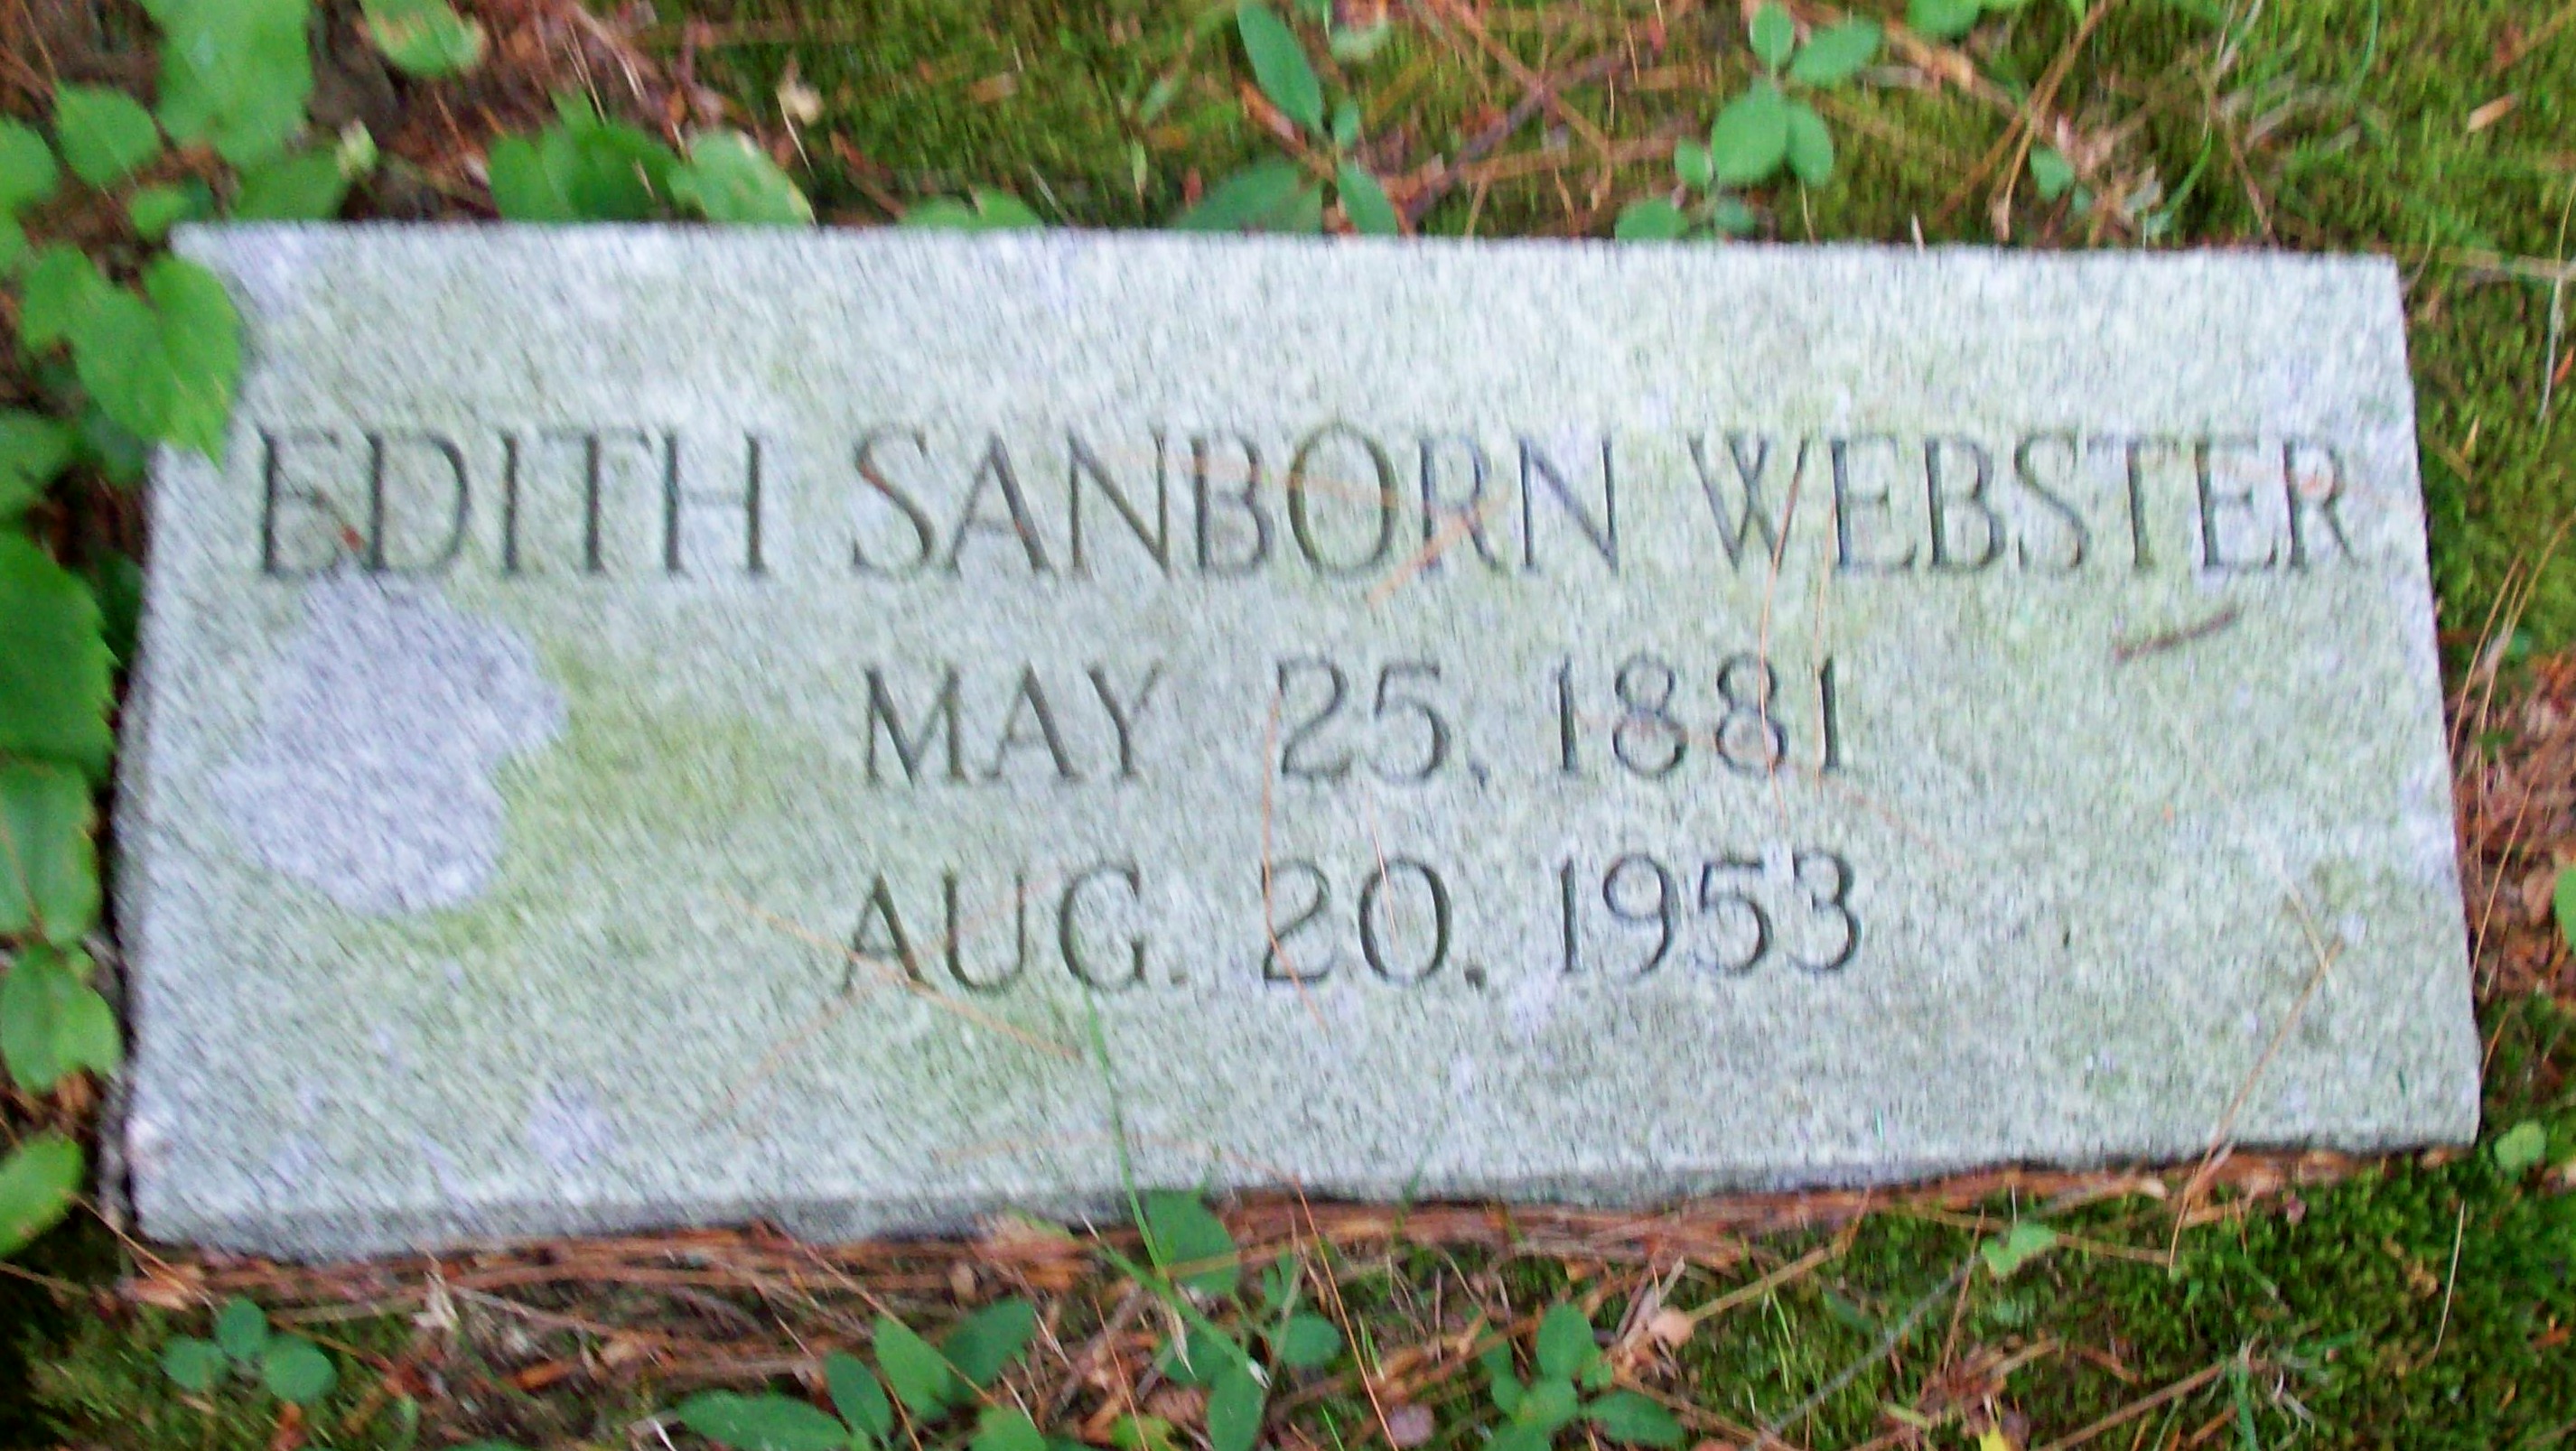 EDITH SANBORN WEBSTER
MAY 25, 1881
AUG. 20, 1953